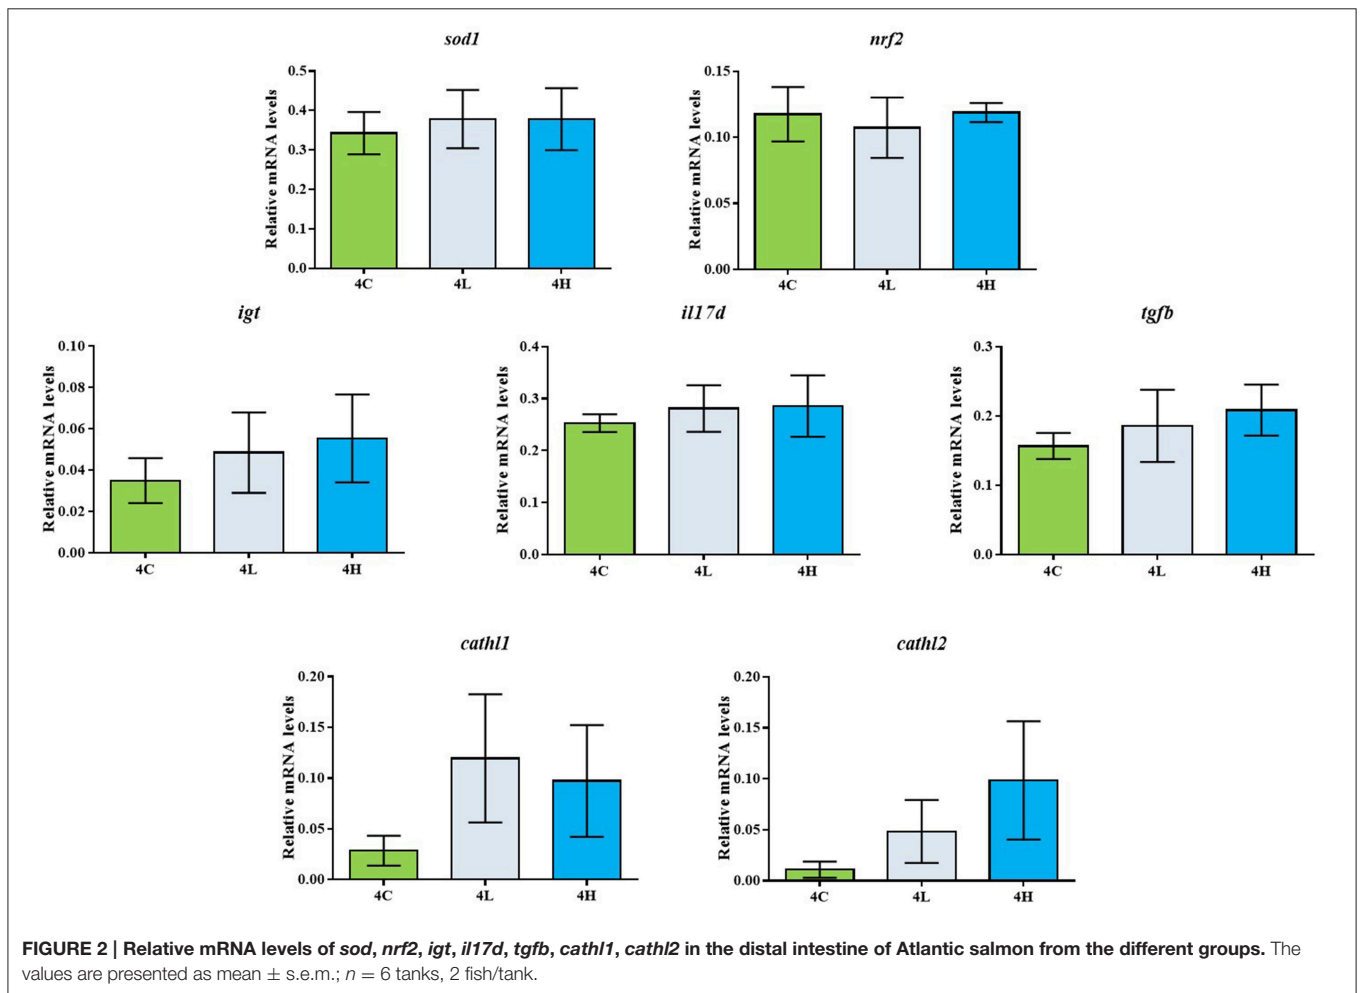 sod1
nrf2
Relative mRNA levels
0.5
0.4
0.3
0.2
0.1
0.0
4C
4L
4H
Relative mRNA levels
0.15
0.10
0.05
0.00
4C
4L
4H
igt
il17d
tgfb
Relative mRNA levels
0.10
0.08
0.06
0.04
0.02
0.00
4C
4L
4H
Relative mRNA levels
0.4
0.3
0.2
0.1
0.0
4C
4L
4H
Relative mRNA levels
0.3
0.2
0.1
0.0
4C
4L
4H
cathl1
cathl2
Relative mRNA levels
0.20
0.15
0.10
0.05
0.00
4C
4L
4H
Relative mRNA levels
0.20
0.15
0.10
0.05
0.00
4C
4L
4H
FIGURE 2 | Relative mRNA levels of sod, nrf2, igt, il17d, tgfb, cathl1, cathl2 in the distal intestine of Atlantic salmon from the different groups. The
values are presented as mean ± s.e.m.; n = 6 tanks, 2 fish/tank.